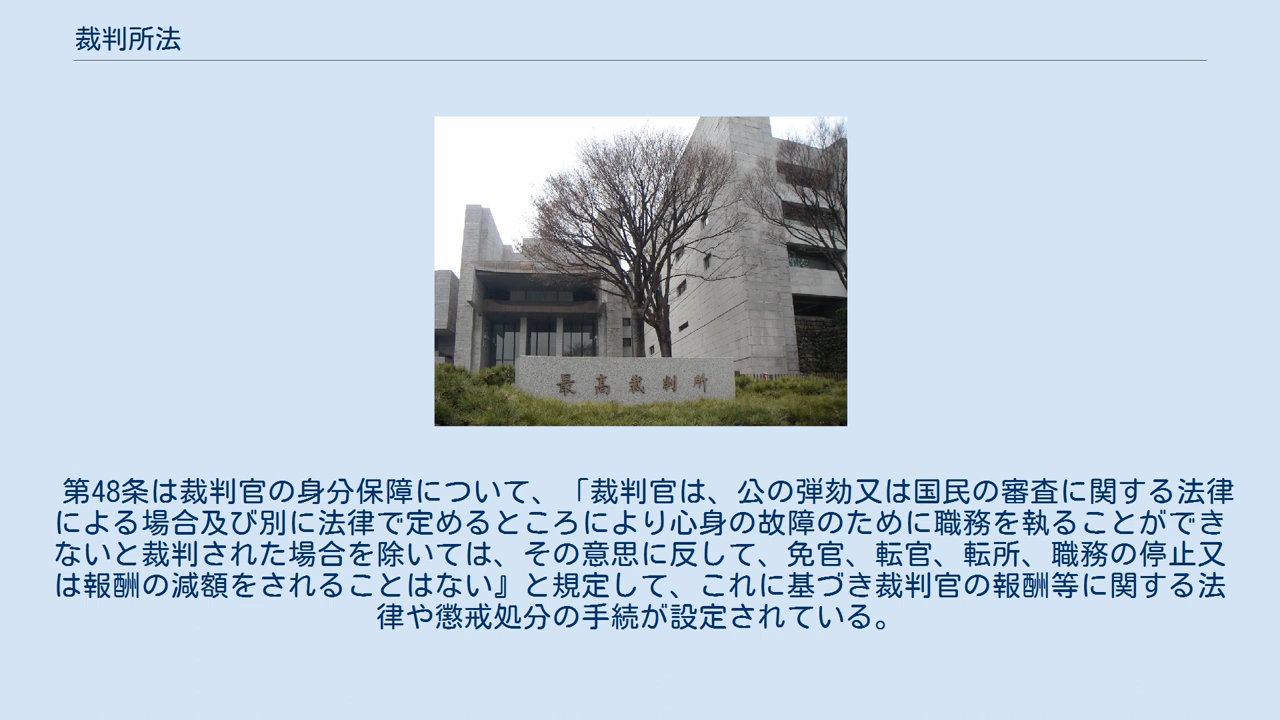 裁判所法
最高裁判所
第48条は裁判官の身分保障について、「裁判官は、公の弾劾又は国民の審査に関する法律
による場合及び別に法律で定めるところにより心身の故障のために職務を執ることができ
ないと裁判された場合を除いては、その意思に反して、免官、転官、転所、職務の停止又
は報酬の減額をされることはない』と規定して、これに基づき裁判官の報酬等に関する法
律や懲戒処分の手続が設定されている。